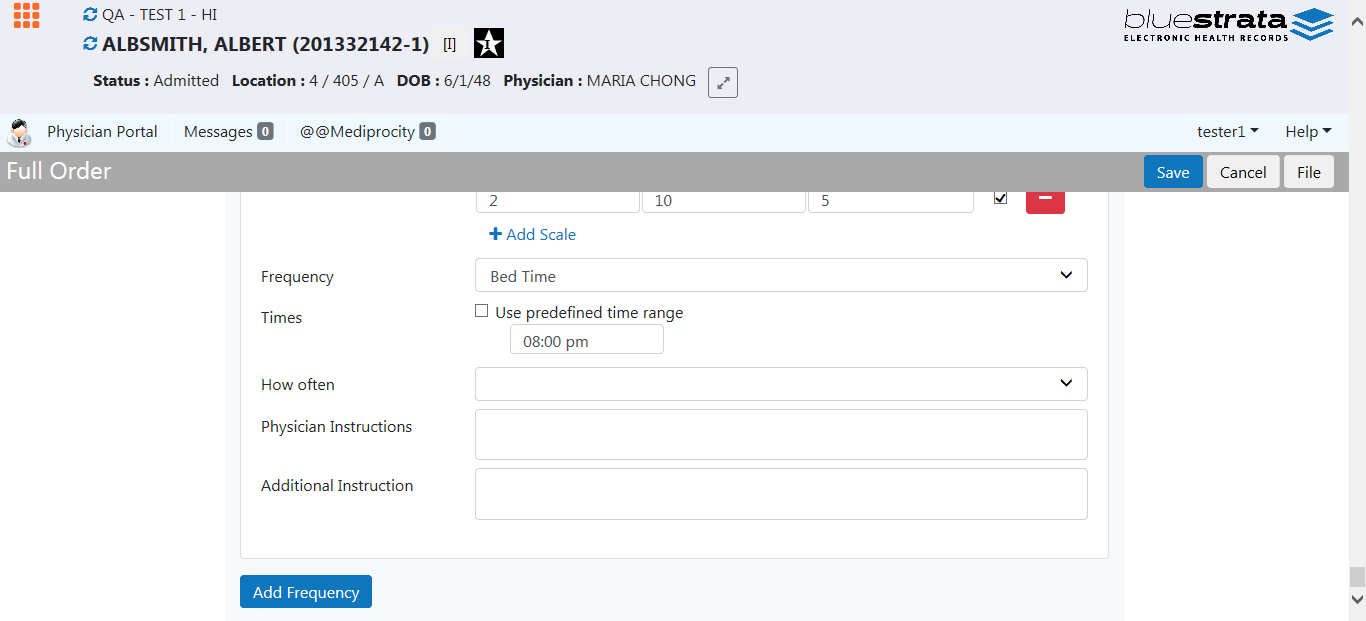 QA - TEST 1 - HI
bluestrata
ELECTRONIC HEALTH RECORDS
ALBSMITH, ALBERT (201332142-1) [I] I
Status : Admitted Location : 4 / 405 / A DOB : 6/1/48 Physician : MARIA CHONG
Physician Portal Messages 0 @@Mediprocity 0 tester1 Help
Full Order Save Cancel File
2 10 5
+ Add Scale
Frequency Bed Time
Times Use predefined time range
08:00 pm
How often
Physician Instructions
Additional Instruction
Add Frequency